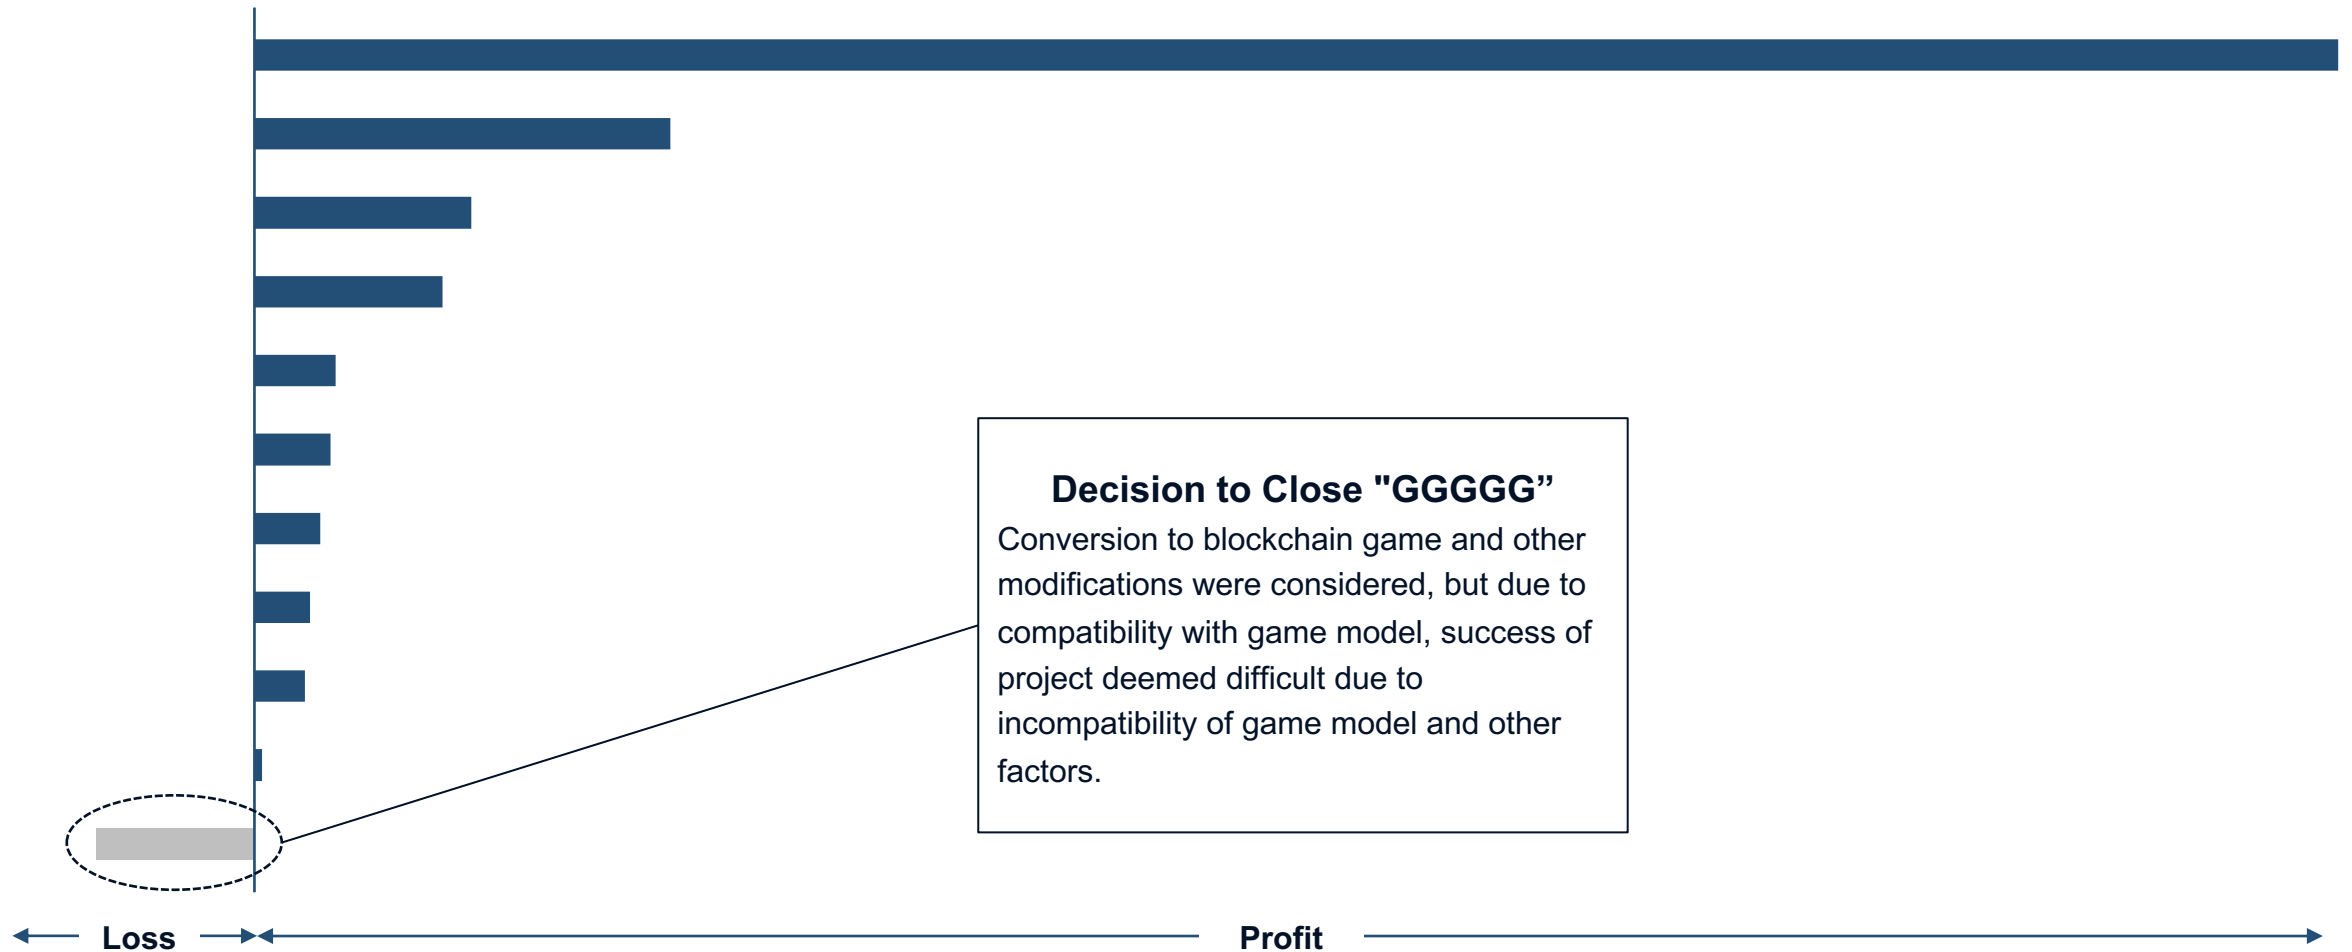 Decision to Close "GGGGG”
Conversion to blockchain game and other
modifications were considered, but due to
compatibility with game model, success of
project deemed difficult due to
incompatibility of game model and other
factors.
Loss
Profit